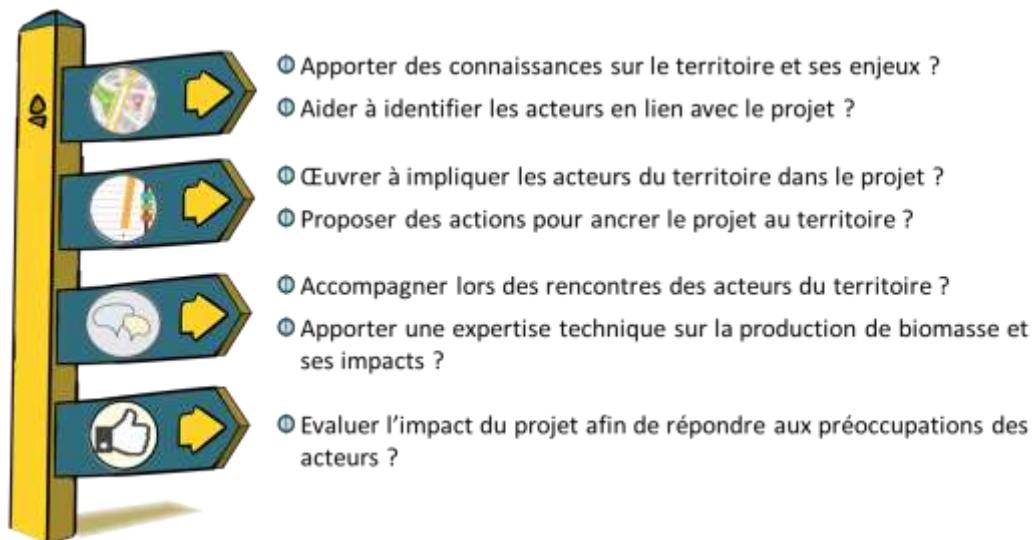 Apporter des connaissances sur le territoire et ses enjeux ?
Aider à identifier les acteurs en lien avec le projet ?
Œuvrer à impliquer les acteurs du territoire dans le projet ?
Proposer des actions pour ancrer le projet au territoire ?
Accompagner lors des rencontres des acteurs du territoire ?
Apporter une expertise technique sur la production de biomasse et
ses impacts ?
Evaluer l’impact du projet afin de répondre aux préoccupations des
acteurs ?